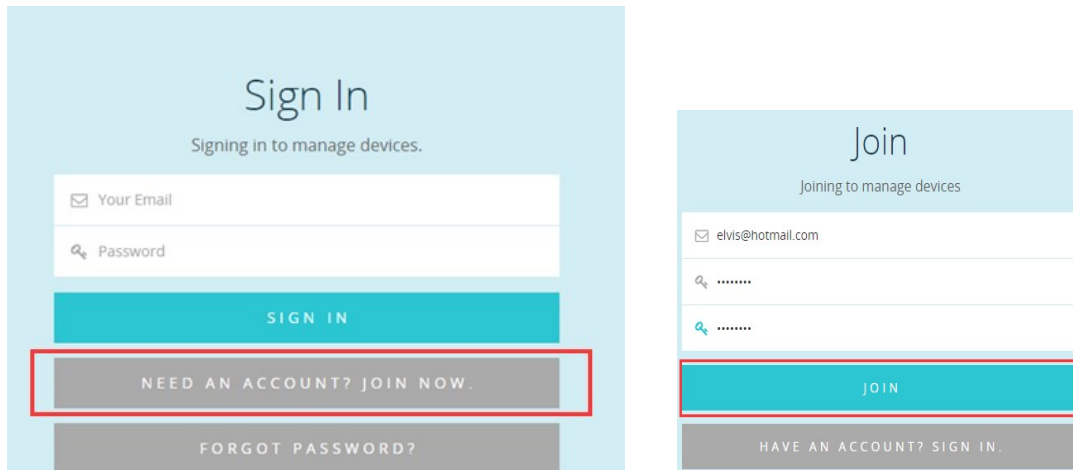 Sign In
Signing in to manage devices.
Your Email
Password
SIGN IN
NEED AN ACCOUNT? JOIN NOW.
FORGOT PASSWORD?
Join
Joining to manage devices
elvis@hotmail.com
••••••••
••••••••
JOIN
HAVE AN ACCOUNT? SIGN IN.